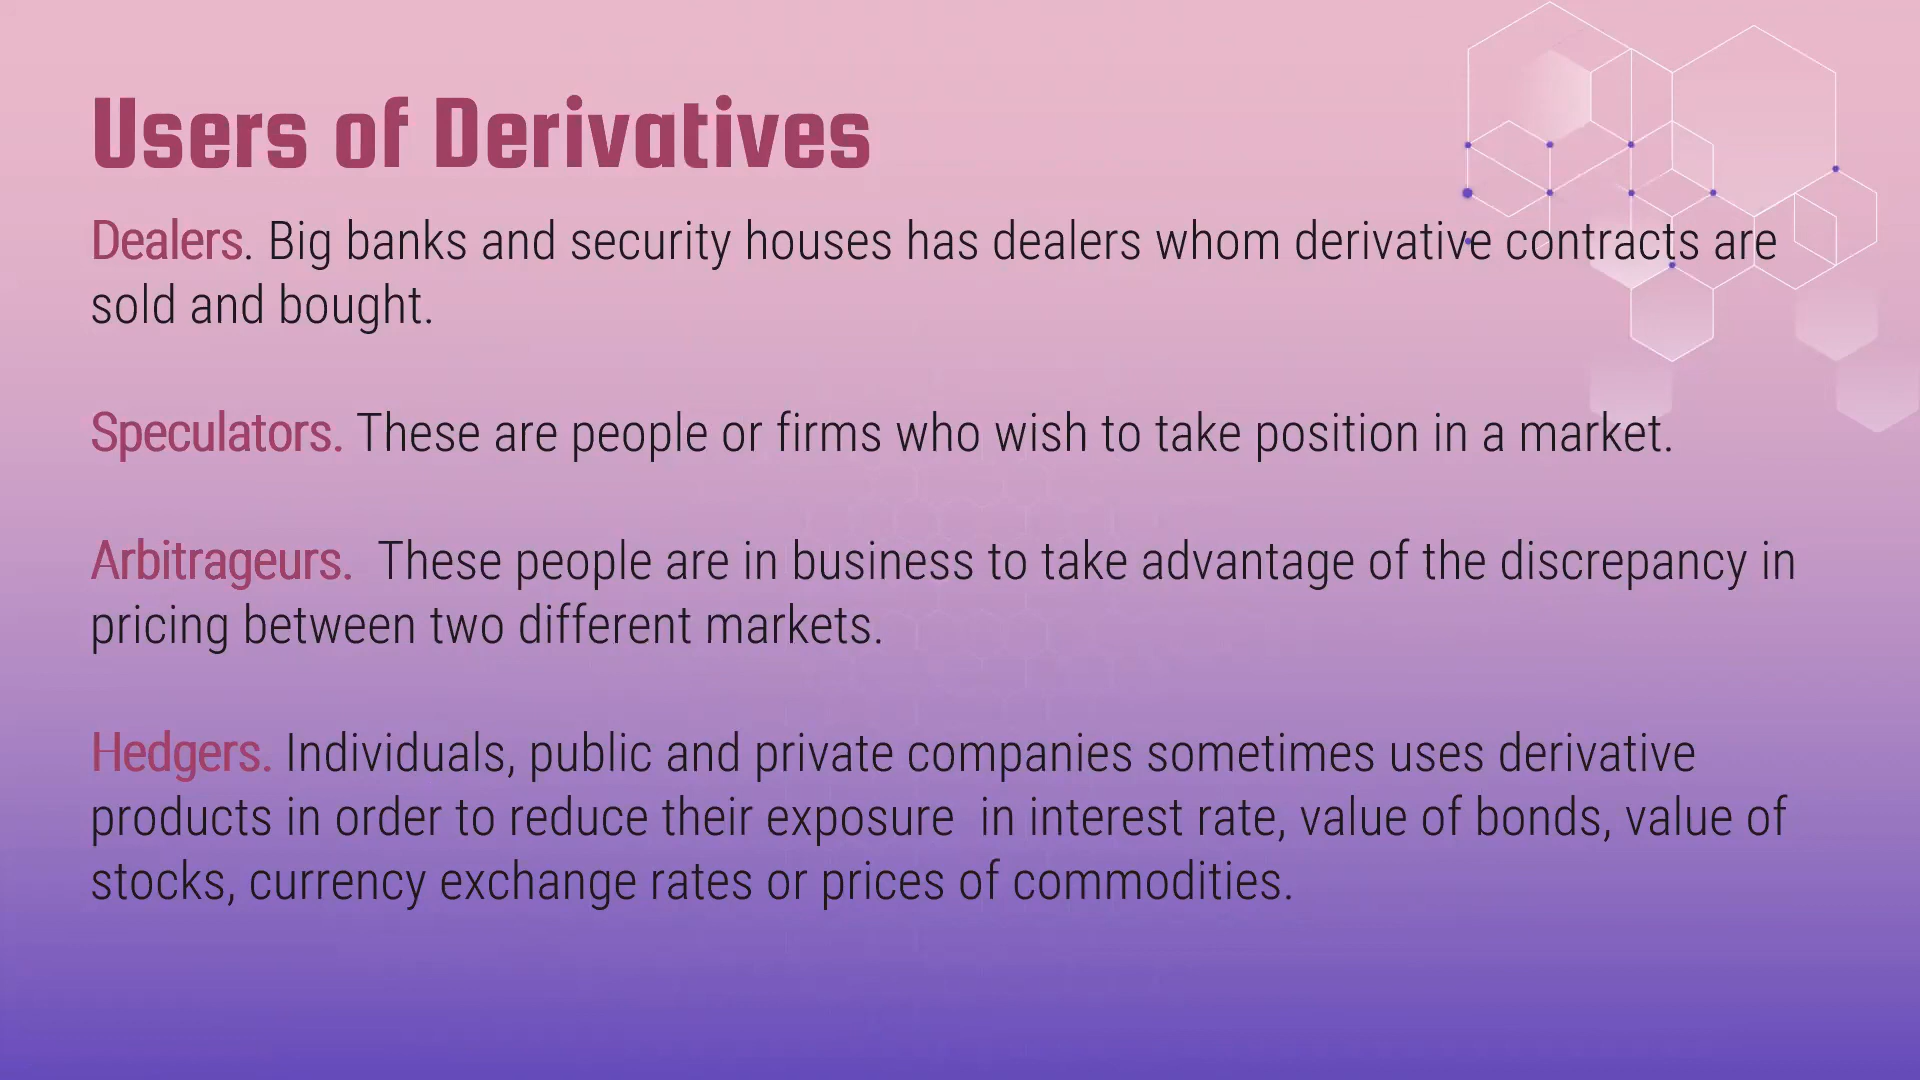 Users of Derivatives
Dealers. Big banks and security houses has dealers whom derivative contracts are
sold and bought.
Speculators. These are people or firms who wish to take position in a market.
Arbitrageurs.  These people are in business to take advantage of the discrepancy in
pricing between two different markets.
Hedgers. Individuals, public and private companies sometimes uses derivative
products in order to reduce their exposure  in interest rate, value of bonds, value of
stocks, currency exchange rates or prices of commodities.